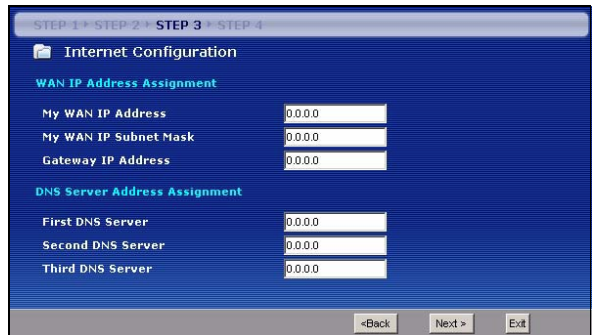 STEP 1 ▸ STEP 2 ▸ STEP 3 ▸ STEP 4
Internet Configuration
WAN IP Address Assignment
My WAN IP Address 0.0.0.0
My WAN IP Subnet Mask 0.0.0.0
Gateway IP Address 0.0.0.0
DNS Server Address Assignment
First DNS Server 0.0.0.0
Second DNS Server 0.0.0.0
Third DNS Server 0.0.0.0
<Back Next > Exit